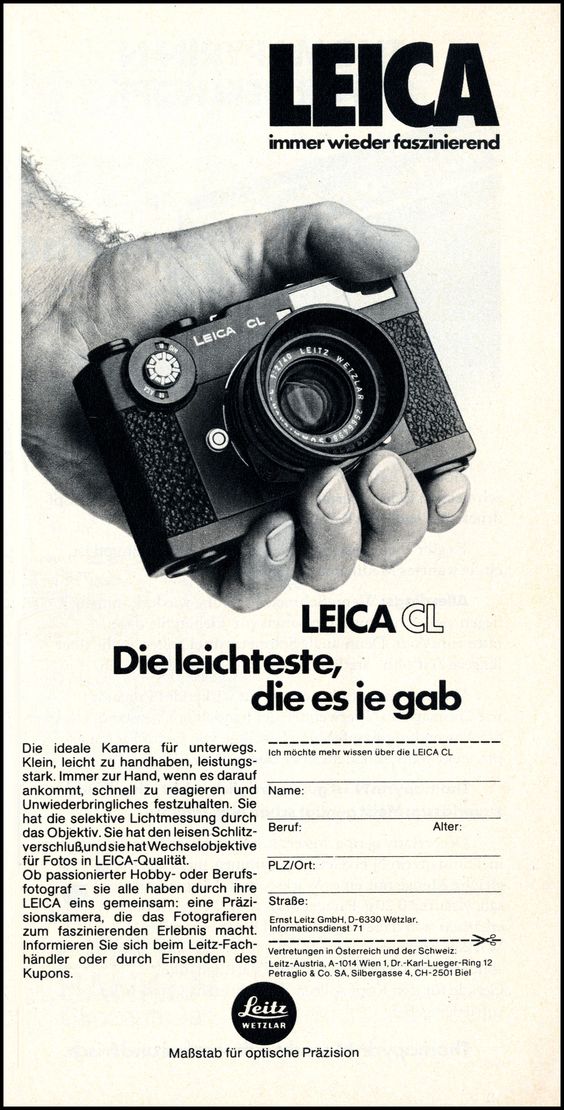 LEICA
immer wieder faszinierend
LEICA CL
1:2/40 LEITZ WETZLAR
LEICA CL
Die leichteste,
die es je gab
Die ideale Kamera für unterwegs.
Klein, leicht zu handhaben, leistungs-
stark. Immer zur Hand, wenn es darauf
ankommt, schnell zu reagieren und
Unwiederbringliches festzuhalten. Sie
hat die selektive Lichtmessung durch
das Objektiv. Sie hat den leisen Schlitz-
verschluß, und sie hat Wechselobjektive
für Fotos in LEICA-Qualität.
Ob passionierter Hobby- oder Berufs-
fotograf – sie alle haben durch ihre
LEICA eins gemeinsam: eine Präzi-
sionskamera, die das Fotografieren
zum faszinierenden Erlebnis macht.
Informieren Sie sich beim Leitz-Fach-
händler oder durch Einsenden des
Kupons.
Ich möchte mehr wissen über die LEICA CL
Name:
Beruf: Alter:
PLZ/Ort:
Straße:
Ernst Leitz GmbH, D-6330 Wetzlar.
Informationsdienst 71
Vertretungen in Österreich und der Schweiz:
Leitz-Austria, A-1014 Wien 1, Dr.-Karl-Lueger-Ring 12
Petraglio & Co. SA, Silbergasse 4, CH-2501 Biel
Leitz
WETZLAR
Maßstab für optische Präzision